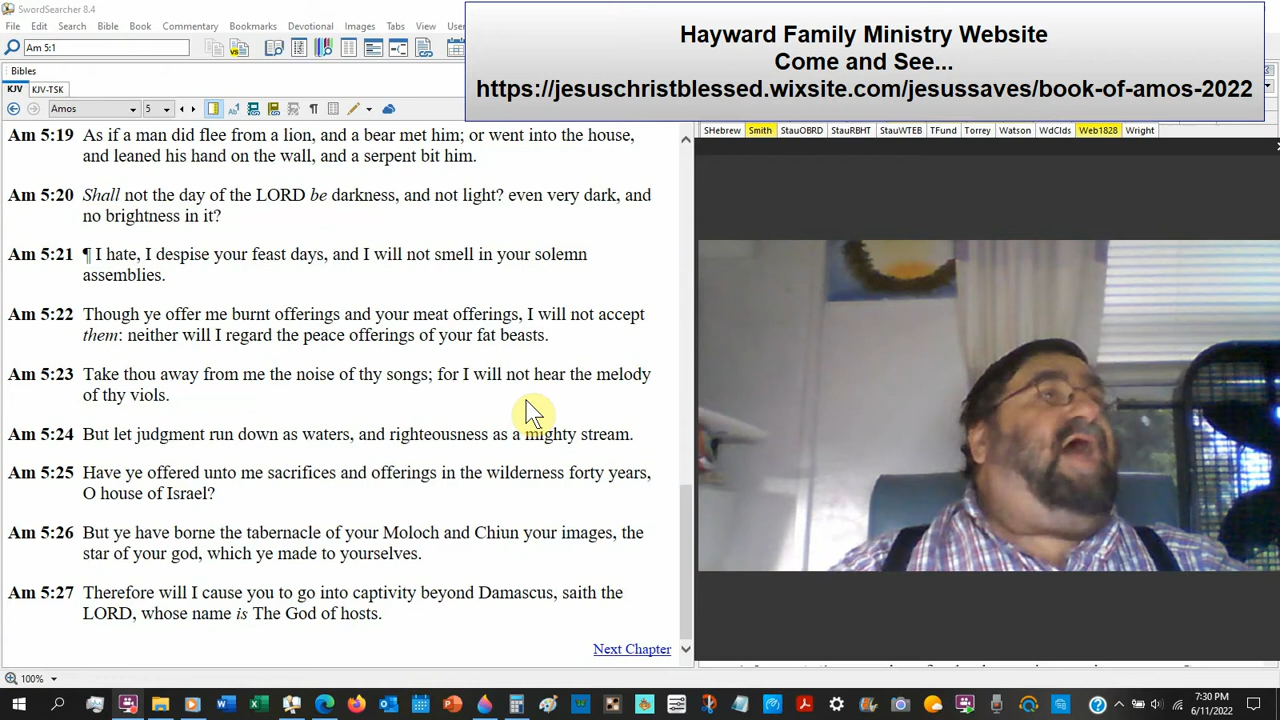 SwordSearcher 8.4
File Edit Search Bible Book Commentary Bookmarks Devotional Images Tabs View
Am 5:1
Bibles
KJV KJV-TSK
Amos 5
Hayward Family Ministry Website
Come and See...
https://jesuschristblessed.wixsite.com/jesussaves/book-of-amos-2022
SHebrew Smith StauOBRD StauRBHT StauWTEB TFund Torrey Watson WdClds Web1828 Wright
Am 5:19 As if a man did flee from a lion, and a bear met him; or went into the house,
and leaned his hand on the wall, and a serpent bit him.
Am 5:20 Shall not the day of the LORD be darkness, and not light? even very dark, and
no brightness in it?
Am 5:21 ¶ I hate, I despise your feast days, and I will not smell in your solemn
assemblies.
Am 5:22 Though ye offer me burnt offerings and your meat offerings, I will not accept
them: neither will I regard the peace offerings of your fat beasts.
Am 5:23 Take thou away from me the noise of thy songs; for I will not hear the melody
of thy viols.
Am 5:24 But let judgment run down as waters, and righteousness as a mighty stream.
Am 5:25 Have ye offered unto me sacrifices and offerings in the wilderness forty years,
O house of Israel?
Am 5:26 But ye have borne the tabernacle of your Moloch and Chiun your images, the
star of your god, which ye made to yourselves.
Am 5:27 Therefore will I cause you to go into captivity beyond Damascus, saith the
LORD, whose name is The God of hosts.
Next Chapter
100%
7:30 PM
6/11/2022